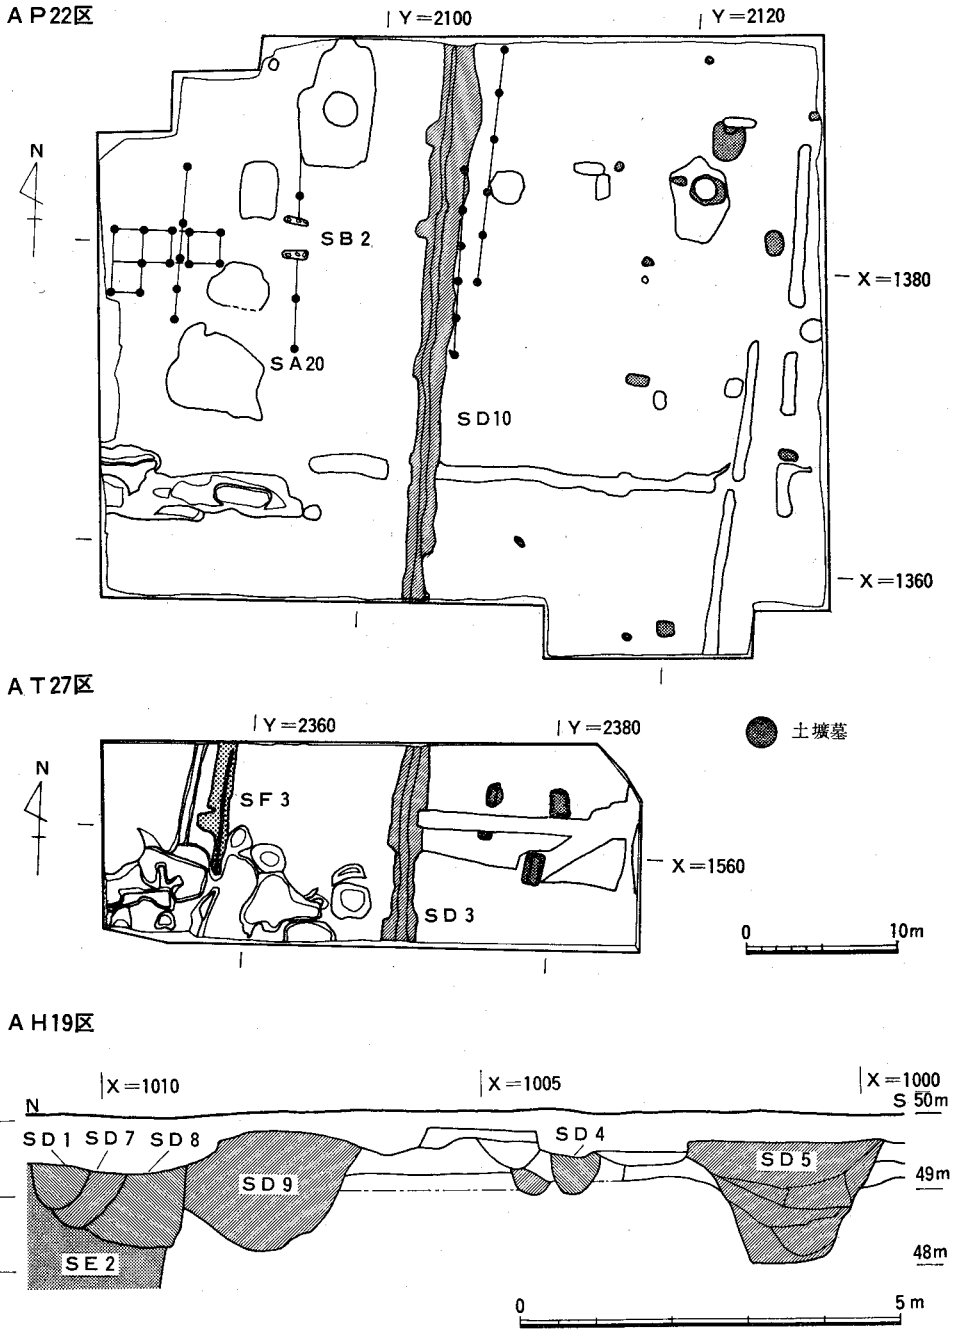 AP22区
Y=2100
Y=2120
N
SB2
X=1380
SA20
SD10
X=1360
AT27区
Y=2360
Y=2380
土壙墓
N
SF3
X=1560
SD3
0 10m
AH19区
X=1010
X=1005
X=1000
N
S 50m
SD1 SD7 SD8
SD4
SD5
SD9
49m
SE2
48m
0 5m